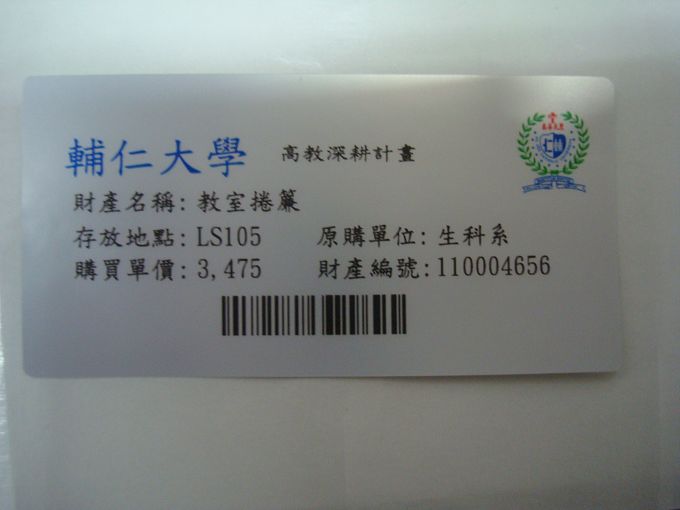 輔仁大學 高教深耕計畫
財產名稱: 教室捲簾
存放地點: LS105 原購單位: 生科系
購買單價: 3,475 財產編號: 110004656